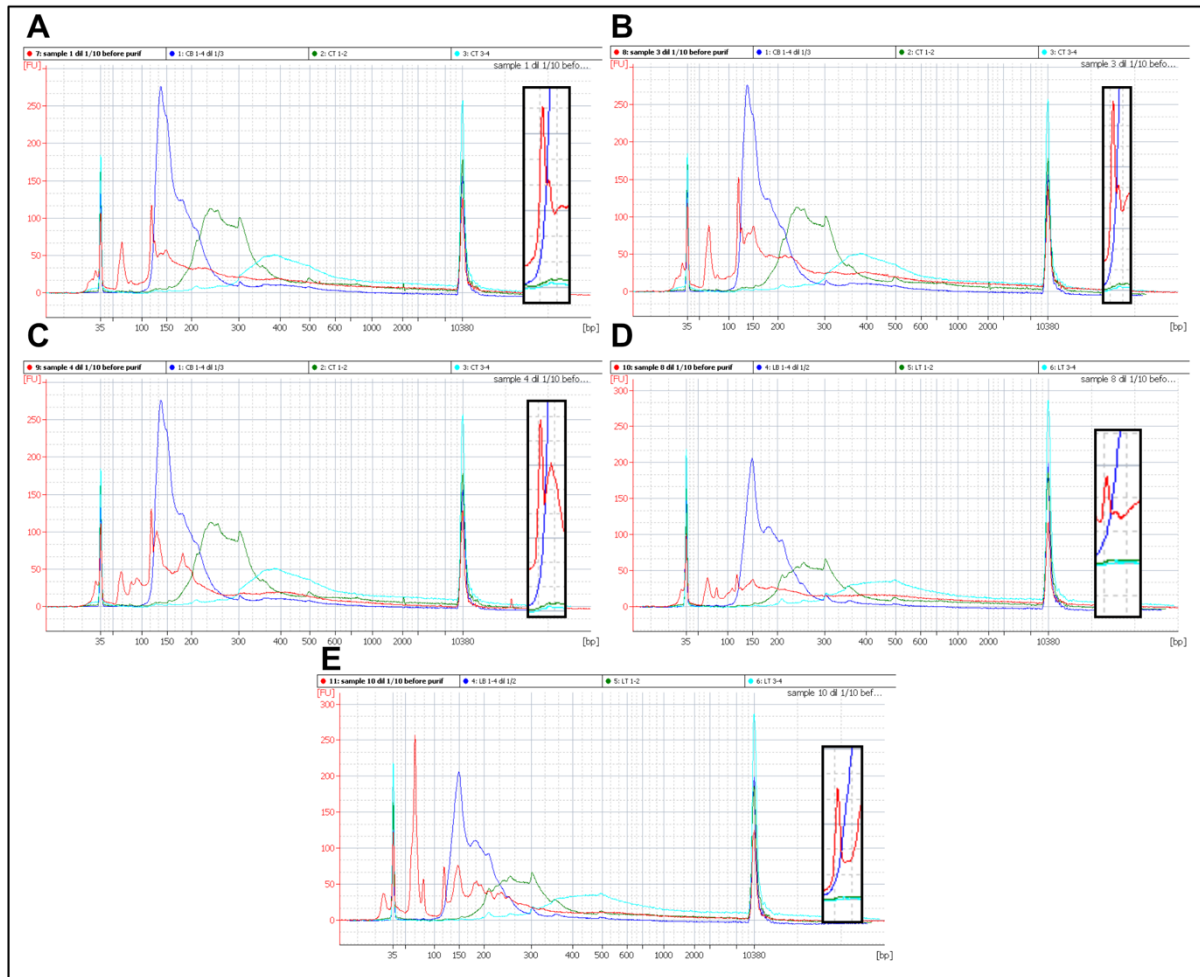 A
7: sample 1 dil 1/10 before purif 1: CB 1-4 dil 1/3 2: CT 1-2 3: CT 3-4
[FU] sample 1 dil 1/10 befo...
250
200
150
100
50
0
35 100 150 200 300 400 500 1000 2000 10380 [bp]
B
8: sample 3 dil 1/10 before purif 1: CB 1-4 dil 1/3 2: CT 1-2 3: CT 3-4
[FU] sample 3 dil 1/10 befo...
250
200
150
100
50
0
35 100 150 200 300 400 500 1000 2000 10380 [bp]
C
9: sample 4 dil 1/10 before purif 1: CB 1-4 dil 1/3 2: CT 1-2 3: CT 3-4
[FU] sample 4 dil 1/10 befo...
250
200
150
100
50
0
35 100 150 200 300 400 500 1000 2000 10380 [bp]
D
10: sample 8 dil 1/10 before purif 4: LB 1-4 dil 1/2 5: LT 1-2 6: LT 3-4
[FU] sample 8 dil 1/10 befo...
300
250
200
150
100
50
0
35 100 150 200 300 400 500 1000 2000 10380 [bp]
E
11: sample 10 dil 1/10 before purif 4: LB 1-4 dil 1/2 5: LT 1-2 6: LT 3-4
[FU] sample 10 dil 1/10 bef...
300
250
200
150
100
50
0
35 100 150 200 300 400 500 1000 2000 10380 [bp]